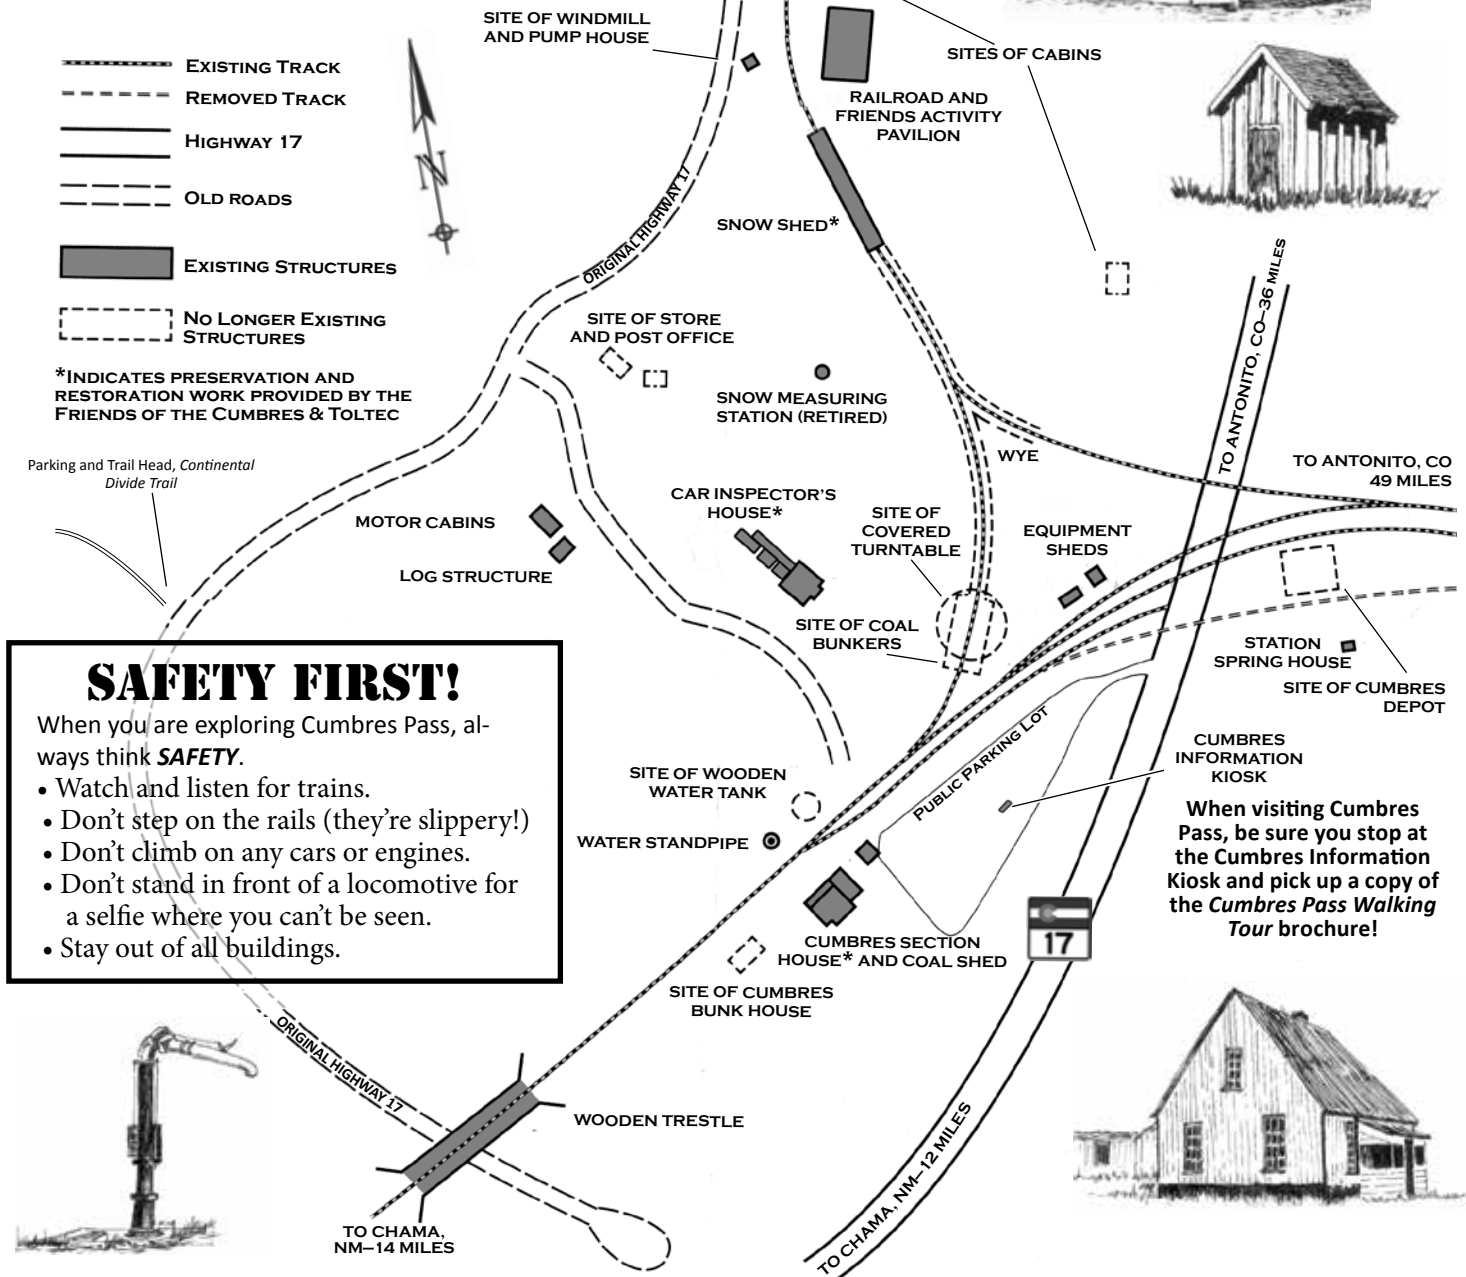 SITE OF WINDMILL
AND PUMP HOUSE
SITES OF CABINS
EXISTING TRACK
REMOVED TRACK
HIGHWAY 17
OLD ROADS
EXISTING STRUCTURES
NO LONGER EXISTING
STRUCTURES
*INDICATES PRESERVATION AND
RESTORATION WORK PROVIDED BY THE
FRIENDS OF THE CUMBRES & TOLTEC
N
RAILROAD AND
FRIENDS ACTIVITY
PAVILION
ORIGINAL HIGHWAY 17
SNOW SHED*
SITE OF STORE
AND POST OFFICE
SNOW MEASURING
STATION (RETIRED)
TO ANTONITO, CO–36 MILES
WYE
TO ANTONITO, CO
49 MILES
Parking and Trail Head, Continental
Divide Trail
MOTOR CABINS
LOG STRUCTURE
CAR INSPECTOR'S
HOUSE*
SITE OF
COVERED
TURNTABLE
EQUIPMENT
SHEDS
SITE OF COAL
BUNKERS
STATION
SPRING HOUSE
SITE OF CUMBRES
DEPOT
SAFETY FIRST!
When you are exploring Cumbres Pass, al-
ways think SAFETY.
• Watch and listen for trains.
• Don't step on the rails (they're slippery!)
• Don't climb on any cars or engines.
• Don't stand in front of a locomotive for
a selfie where you can't be seen.
• Stay out of all buildings.
PUBLIC PARKING LOT
CUMBRES
INFORMATION
KIOSK
SITE OF WOODEN
WATER TANK
WATER STANDPIPE
When visiting Cumbres
Pass, be sure you stop at
the Cumbres Information
Kiosk and pick up a copy of
the Cumbres Pass Walking
Tour brochure!
17
CUMBRES SECTION
HOUSE* AND COAL SHED
SITE OF CUMBRES
BUNK HOUSE
ORIGINAL HIGHWAY 17
WOODEN TRESTLE
TO CHAMA,
NM–14 MILES
TO CHAMA, NM–12 MILES